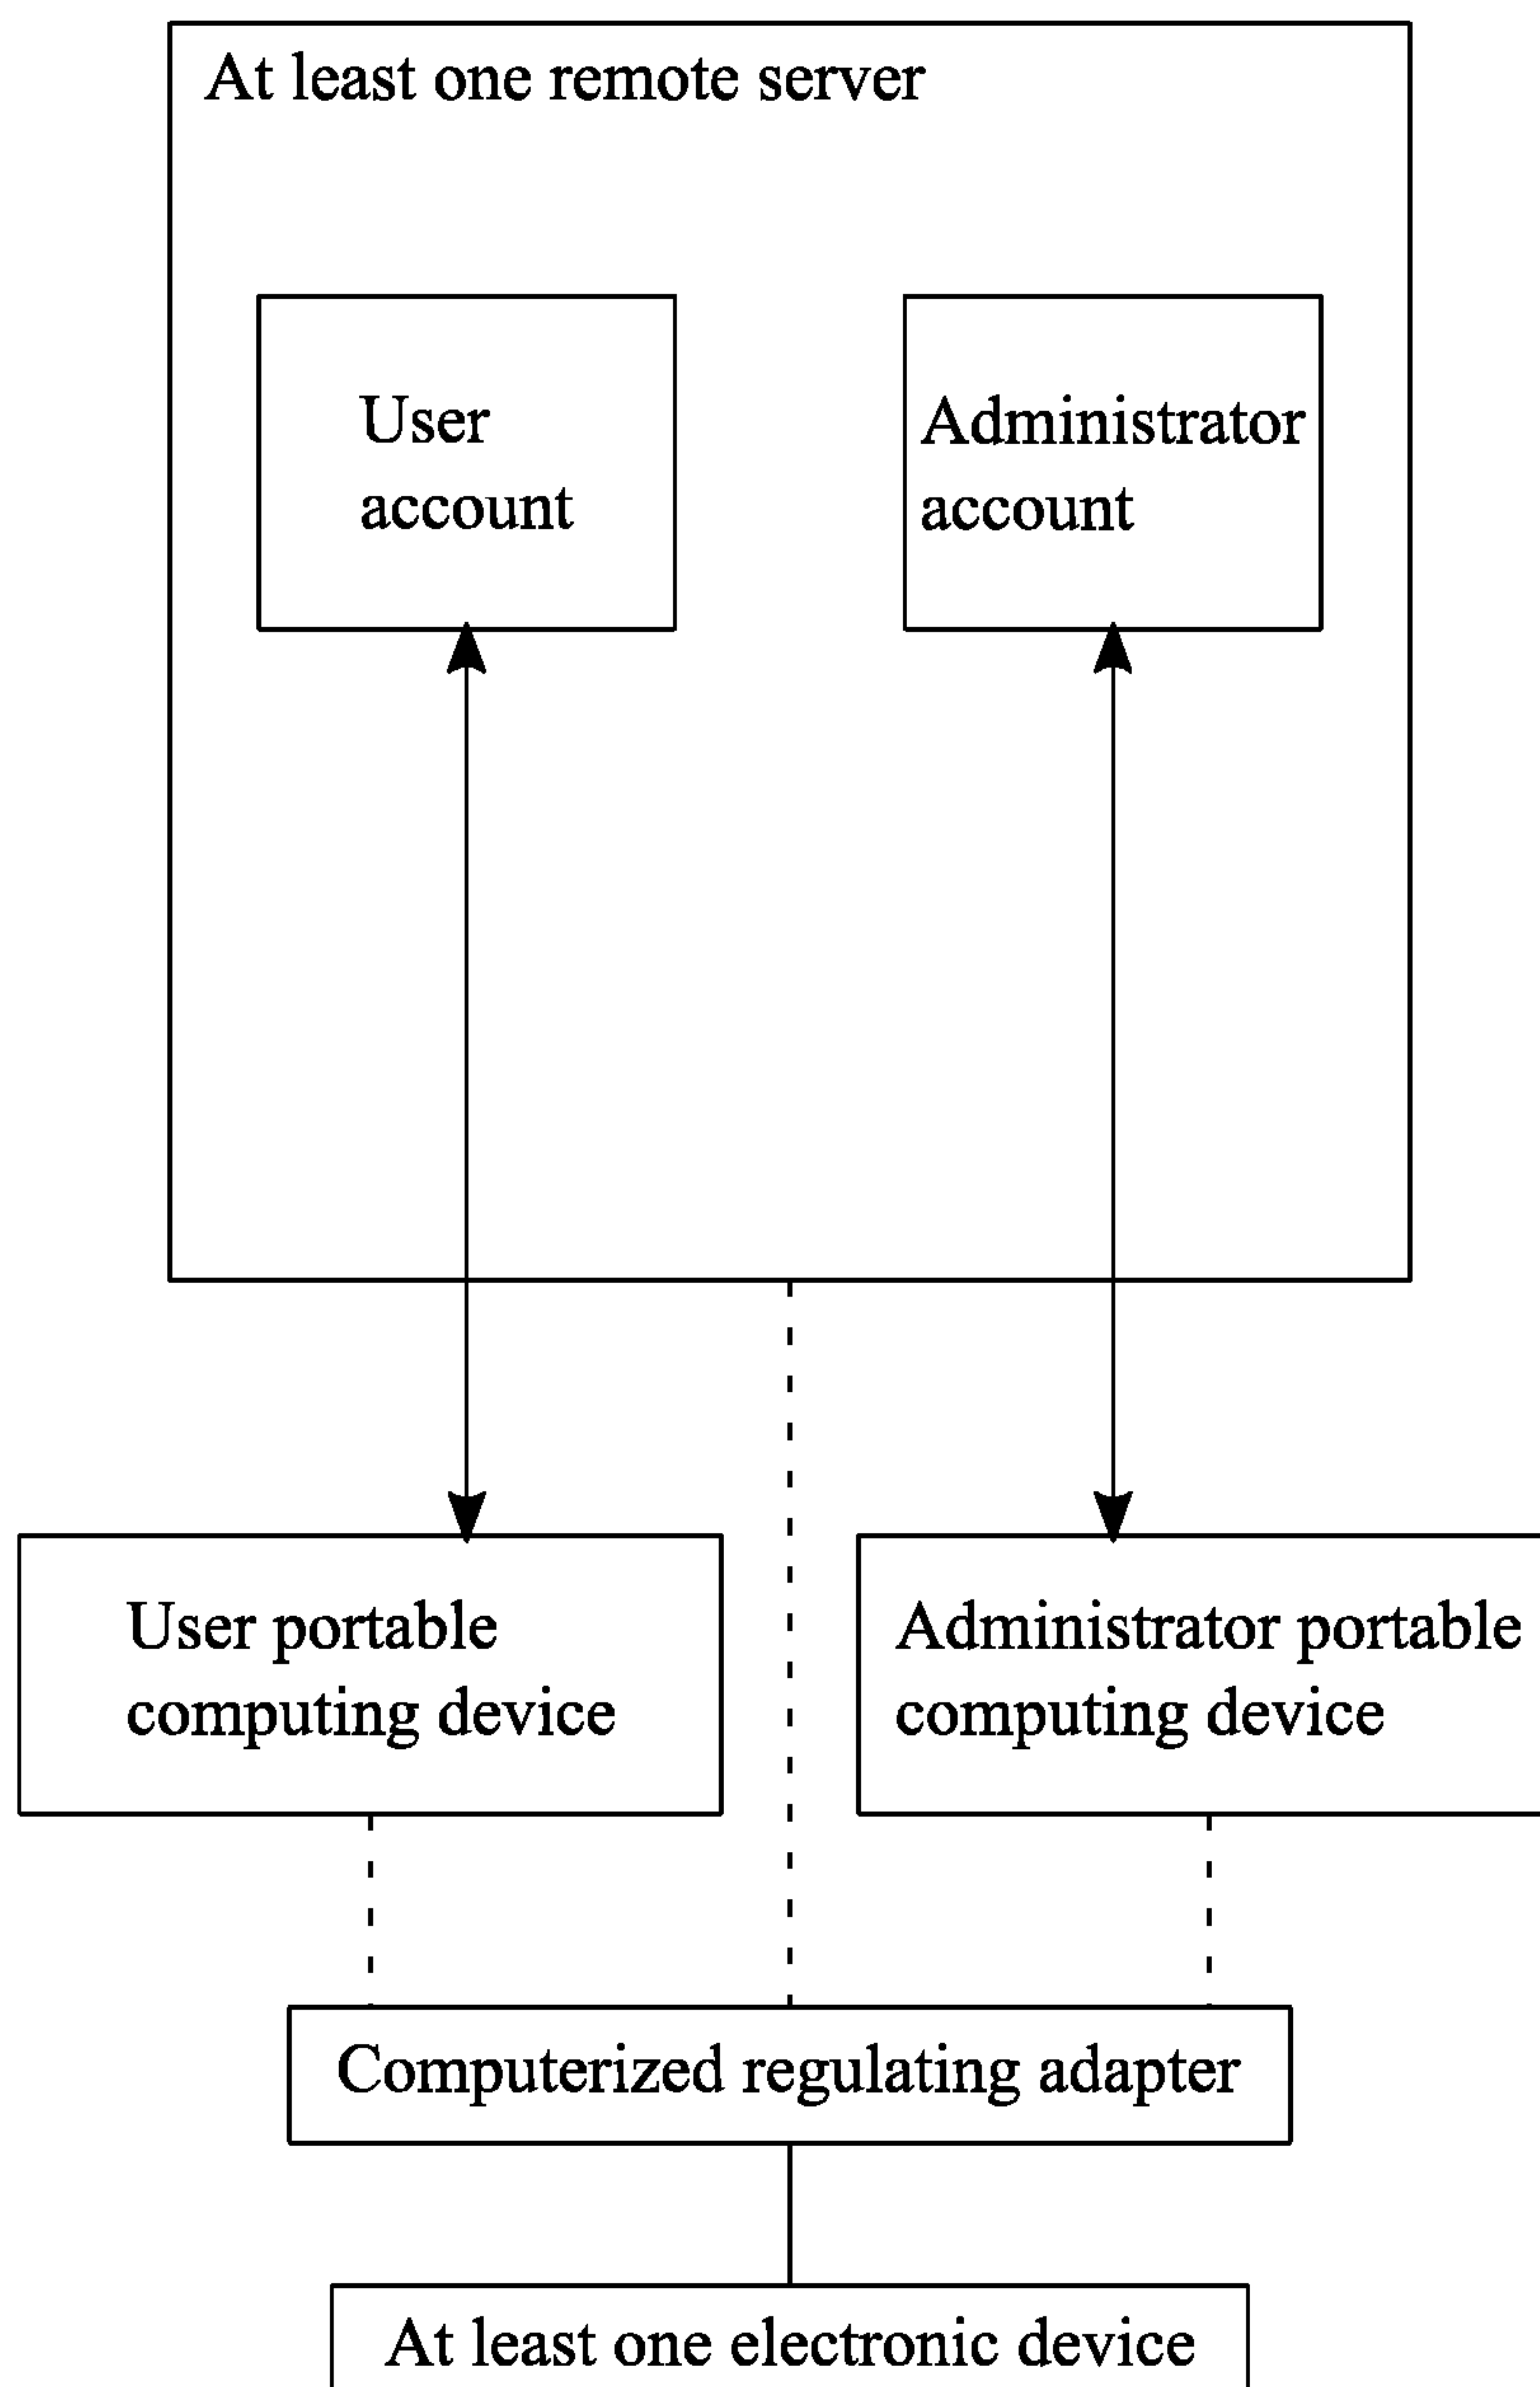 At least one remote server
User
account
Administrator
account
User portable
computing device
Administrator portable
computing device
Computerized regulating adapter
At least one electronic device